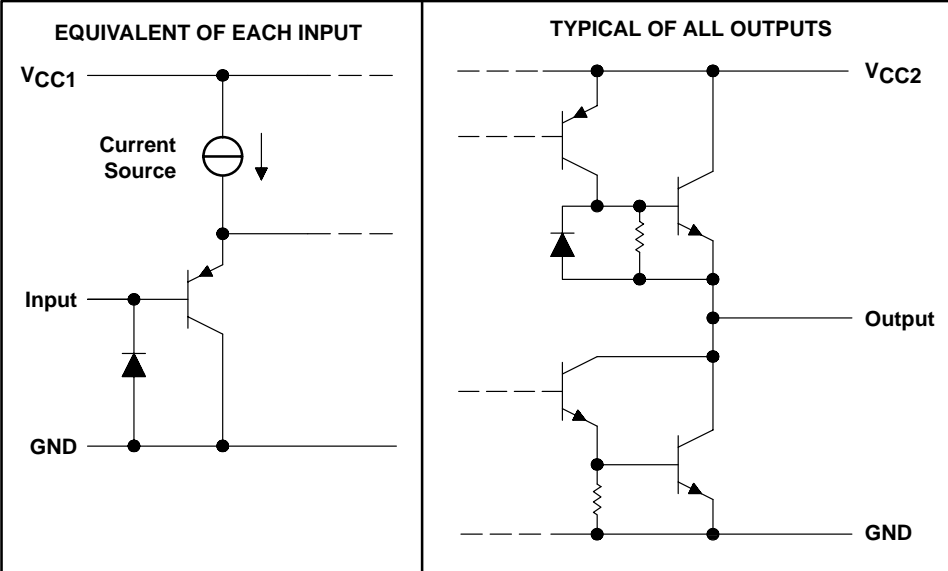 EQUIVALENT OF EACH INPUT
VCC1
Current
Source
Input
GND
TYPICAL OF ALL OUTPUTS
VCC2
Output
GND